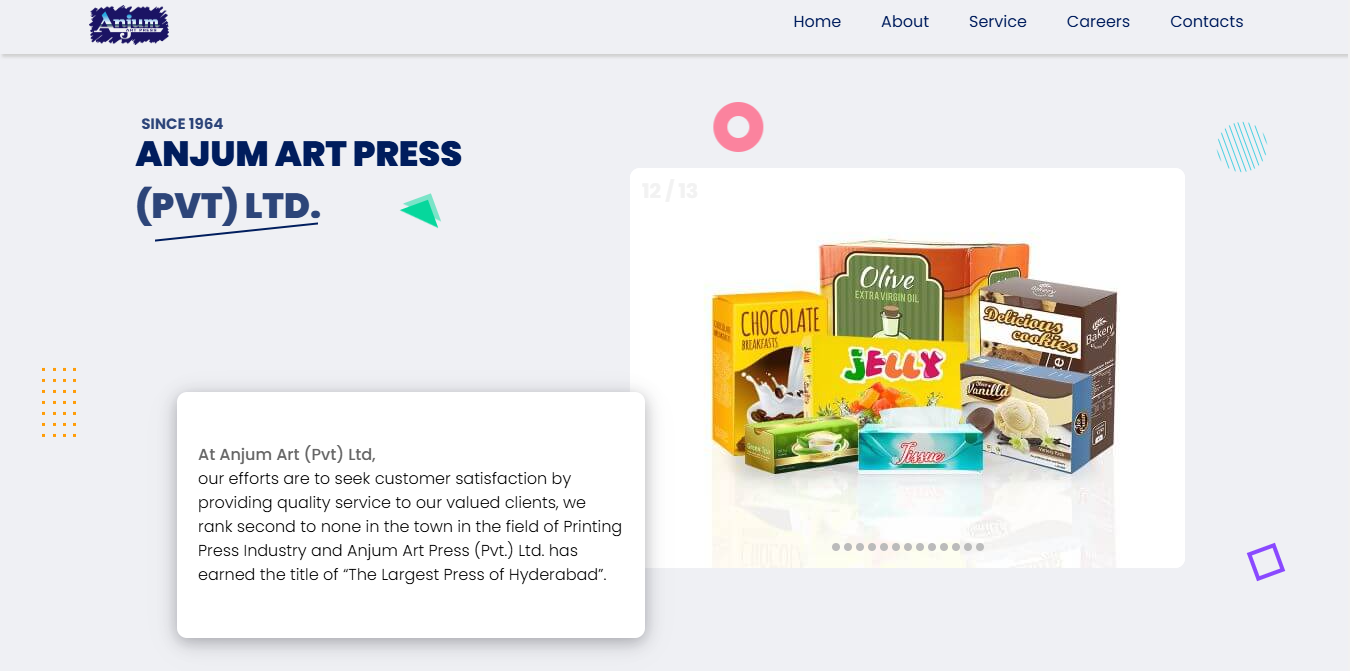 Anjum
ART PRESS
Home
About
Service
Careers
Contacts
SINCE 1964
ANJUM ART PRESS
(PVT) LTD.
12 / 13
Olive
EXTRA VIRGIN OIL
CHOCOLATE
BREAKFASTS
Bakery
Delicious
cookies
Bakery
JELLY
Vanilla
Green Tea
Tissue
At Anjum Art (Pvt) Ltd,
our efforts are to seek customer satisfaction by
providing quality service to our valued clients, we
rank second to none in the town in the field of Printing
Press Industry and Anjum Art Press (Pvt.) Ltd. has
earned the title of “The Largest Press of Hyderabad”.